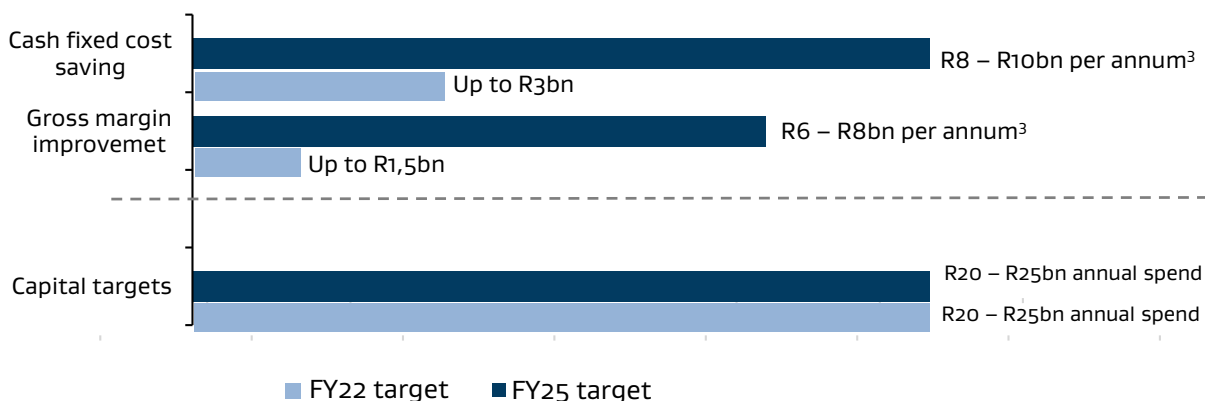 Cash fixed cost
saving
R8 – R10bn per annum³
Up to R3bn
Gross margin
improvemet
R6 – R8bn per annum³
Up to R1,5bn
Capital targets
R20 – R25bn annual spend
R20 – R25bn annual spend
FY22 target
FY25 target